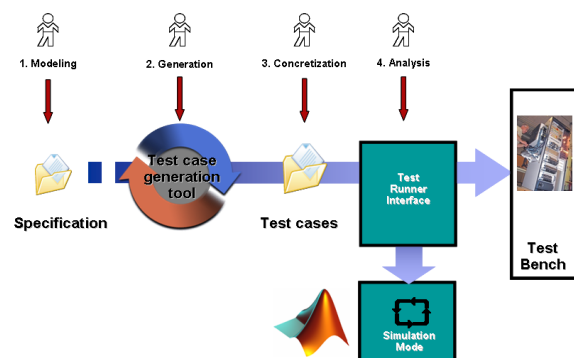 1. Modeling
2. Generation
3. Concretization
4. Analysis
Test case
generation
tool
Specification
Test cases
Test
Runner
Interface
Test
Bench
Simulation
Mode